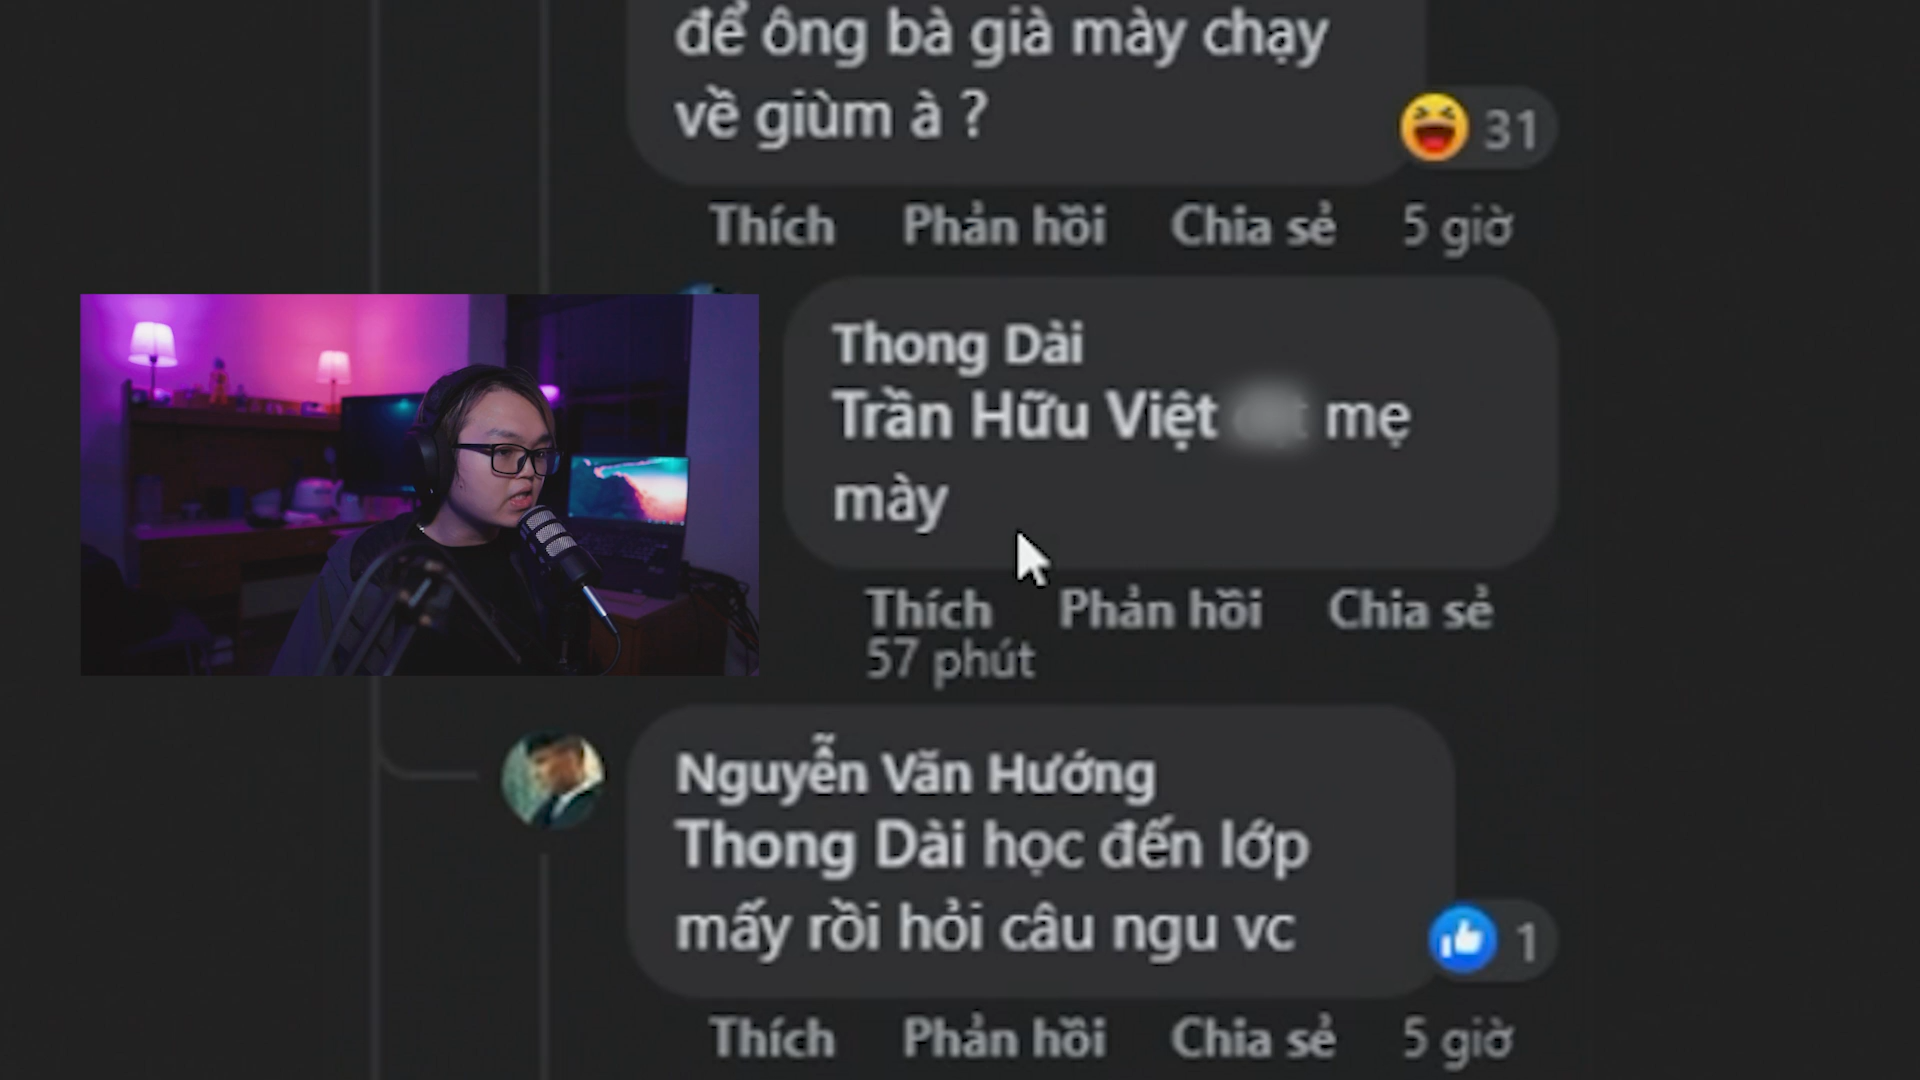 để ông bà già mày chạy
về giùm à ?
31
Thích Phản hồi Chia sẻ 5 giờ
Thong Dài
Trần Hữu Việt mẹ
mày
Thích Phản hồi Chia sẻ
57 phút
Nguyễn Văn Hướng
Thong Dài học đến lớp
mấy rồi hỏi câu ngu vc
1
Thích Phản hồi Chia sẻ 5 giờ